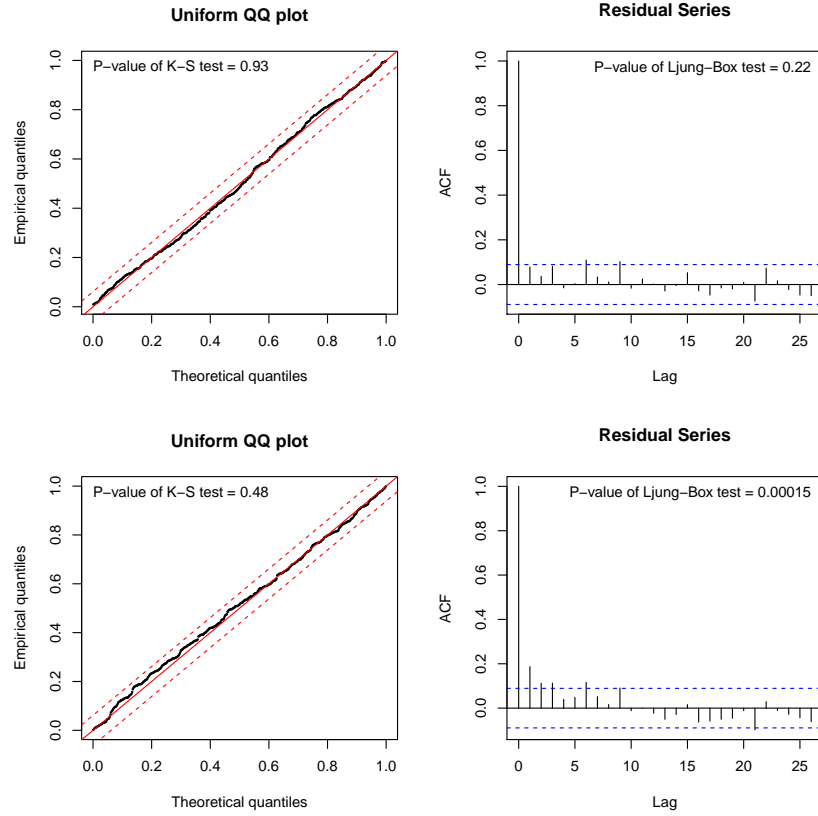 Uniform QQ plot
P−value of K−S test = 0.93
Empirical quantiles
0.0 0.2 0.4 0.6 0.8 1.0
0.0 0.2 0.4 0.6 0.8 1.0
Theoretical quantiles
Residual Series
P−value of Ljung−Box test = 0.22
ACF
0.0 0.2 0.4 0.6 0.8 1.0
0 5 10 15 20 25
Lag
Uniform QQ plot
P−value of K−S test = 0.48
Empirical quantiles
0.0 0.2 0.4 0.6 0.8 1.0
0.0 0.2 0.4 0.6 0.8 1.0
Theoretical quantiles
Residual Series
P−value of Ljung−Box test = 0.00015
ACF
0.0 0.2 0.4 0.6 0.8 1.0
0 5 10 15 20 25
Lag